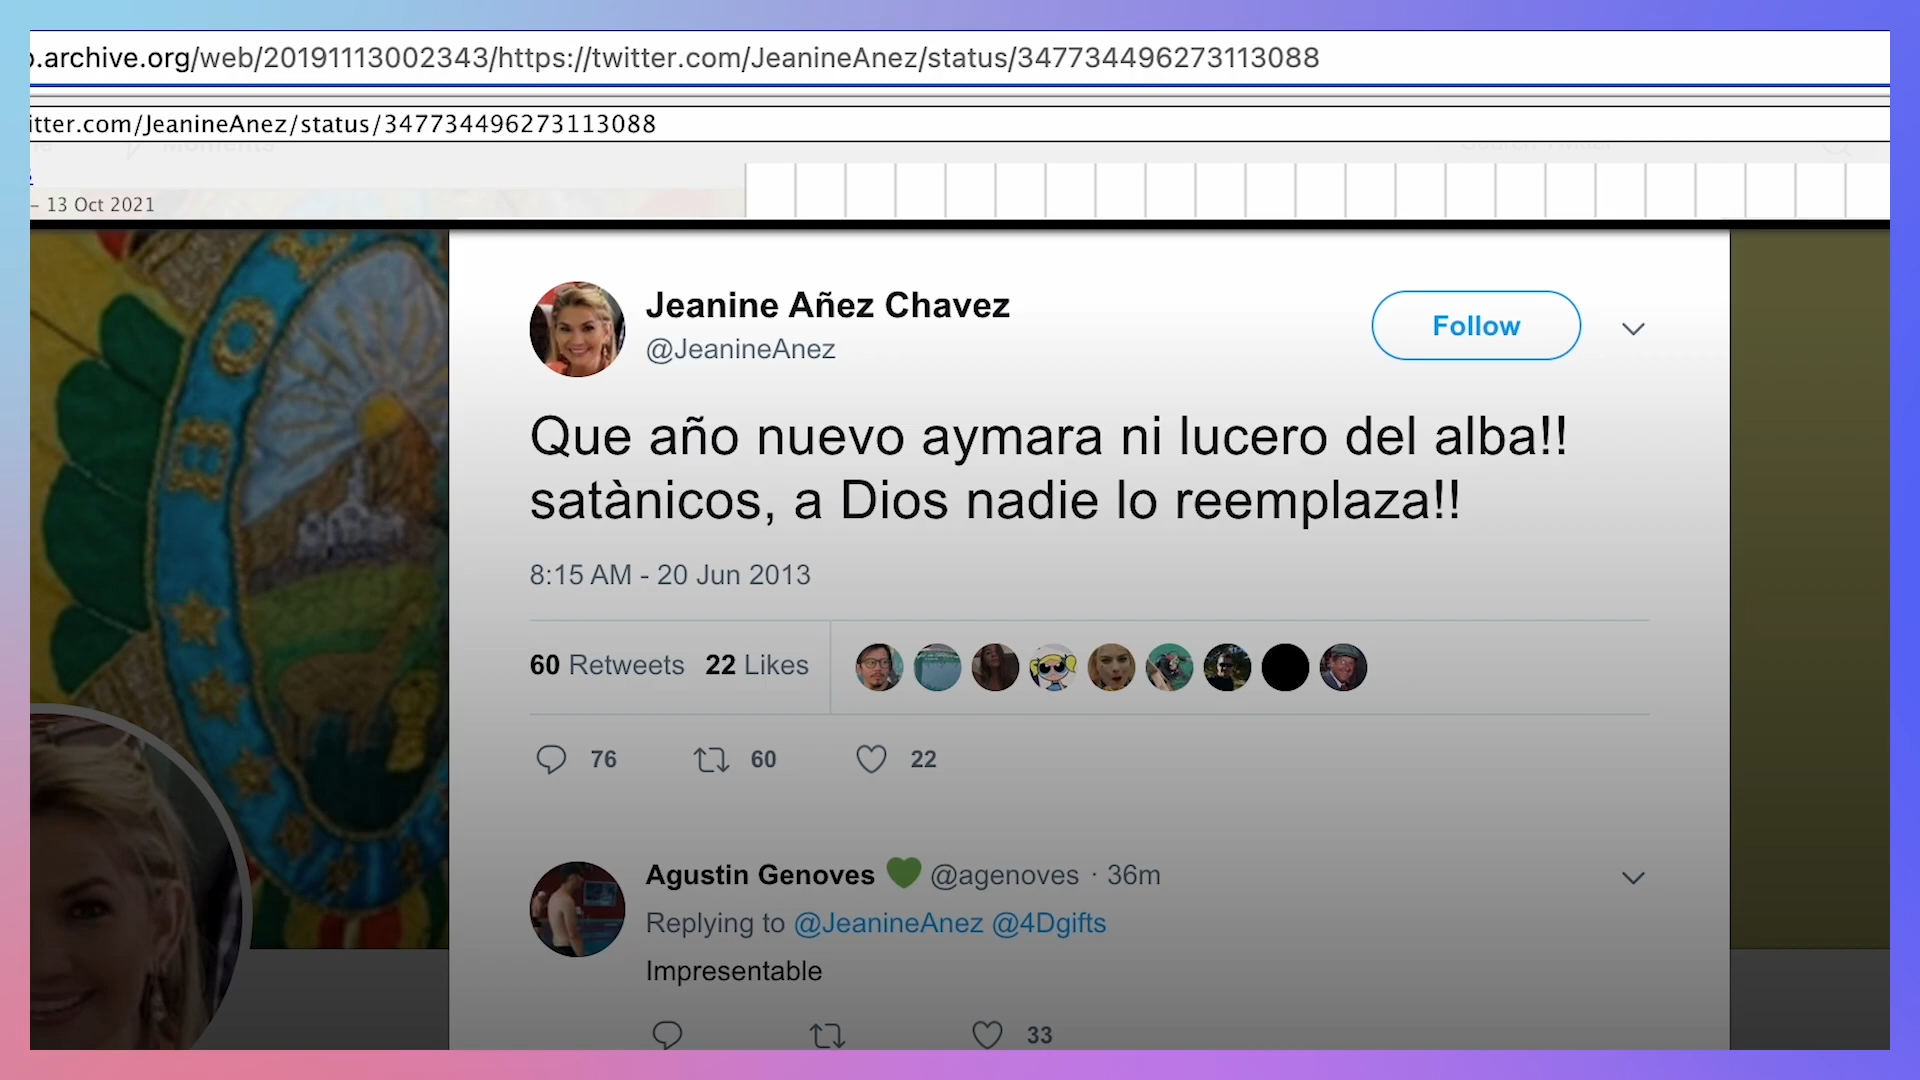 .archive.org/web/20191113002343/https://twitter.com/JeanineAnez/status/347734496273113088
itter.com/JeanineAnez/status/347734496273113088
Moments
– 13 Oct 2021
Jeanine Añez Chavez
@JeanineAnez
Follow
Que año nuevo aymara ni lucero del alba!!
satànicos, a Dios nadie lo reemplaza!!
8:15 AM - 20 Jun 2013
60 Retweets 22 Likes
76 60 22
Agustin Genoves 💚 @agenoves · 36m
Replying to @JeanineAnez @4Dgifts
Impresentable
33